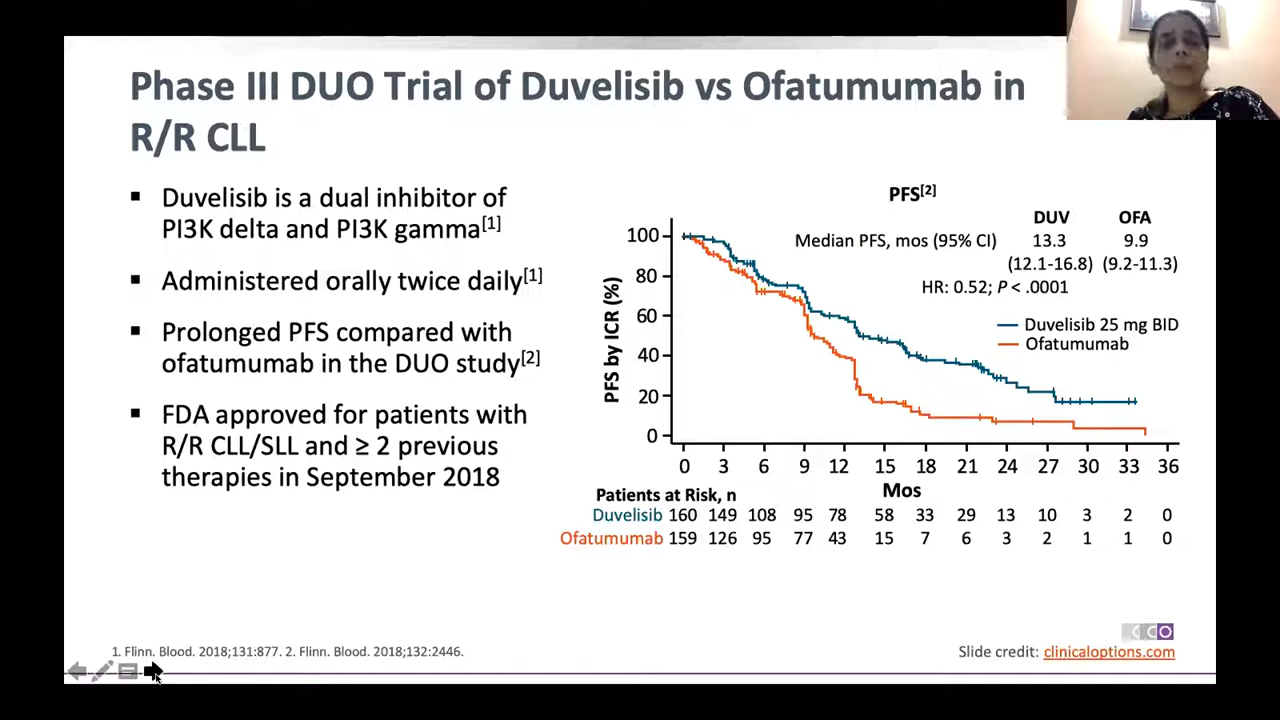 Phase III DUO Trial of Duvelisib vs Ofatumumab in
R/R CLL
▪ Duvelisib is a dual inhibitor of
PI3K delta and PI3K gamma[1]
▪ Administered orally twice daily[1]
▪ Prolonged PFS compared with
ofatumumab in the DUO study[2]
▪ FDA approved for patients with
R/R CLL/SLL and ≥ 2 previous
therapies in September 2018
PFS[2]
DUV OFA
Median PFS, mos (95% CI) 13.3 9.9
(12.1-16.8) (9.2-11.3)
HR: 0.52; P < .0001
Duvelisib 25 mg BID
Ofatumumab
PFS by ICR (%)
100
80
60
40
20
0
0 3 6 9 12 15 18 21 24 27 30 33 36
Mos
Patients at Risk, n
Duvelisib 160 149 108 95 78 58 33 29 13 10 3 2 0
Ofatumumab 159 126 95 77 43 15 7 6 3 2 1 1 0
1. Flinn. Blood. 2018;131:877. 2. Flinn. Blood. 2018;132:2446.
CCO
Slide credit: clinicaloptions.com